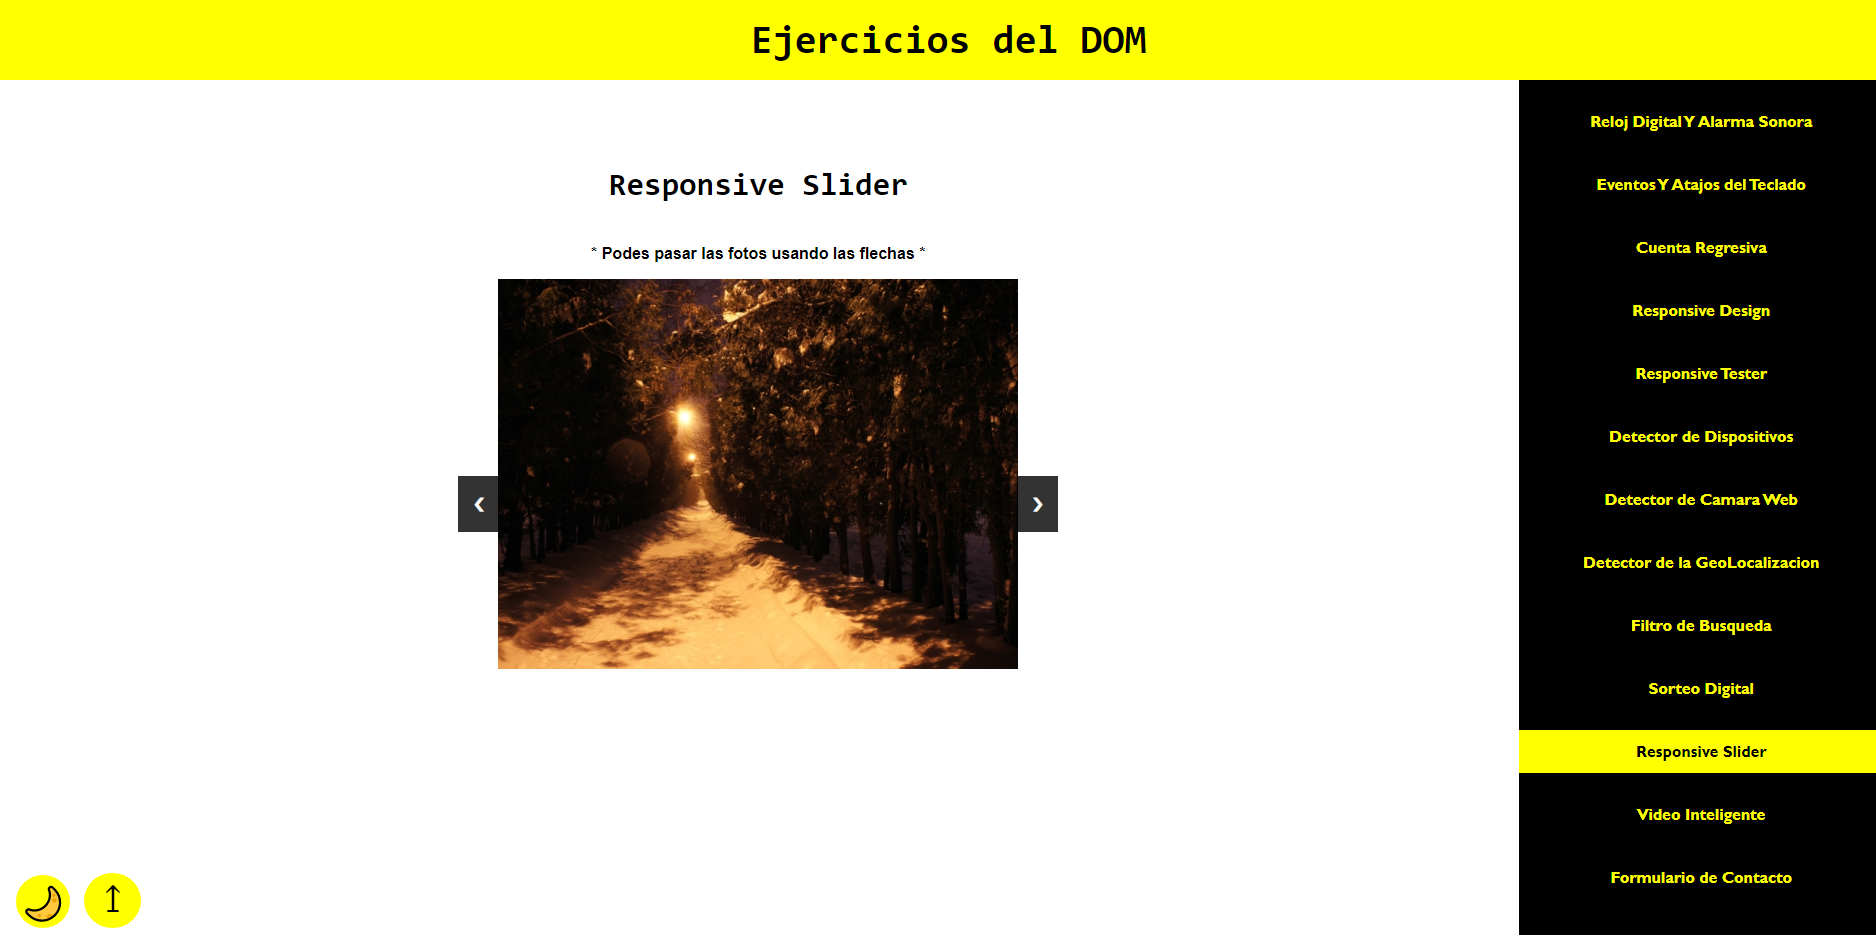 Ejercicios del DOM
Responsive Slider
* Podes pasar las fotos usando las flechas *
‹
›
Reloj Digital Y Alarma Sonora
Eventos Y Atajos del Teclado
Cuenta Regresiva
Responsive Design
Responsive Tester
Detector de Dispositivos
Detector de Camara Web
Detector de la GeoLocalizacion
Filtro de Busqueda
Sorteo Digital
Responsive Slider
Video Inteligente
Formulario de Contacto